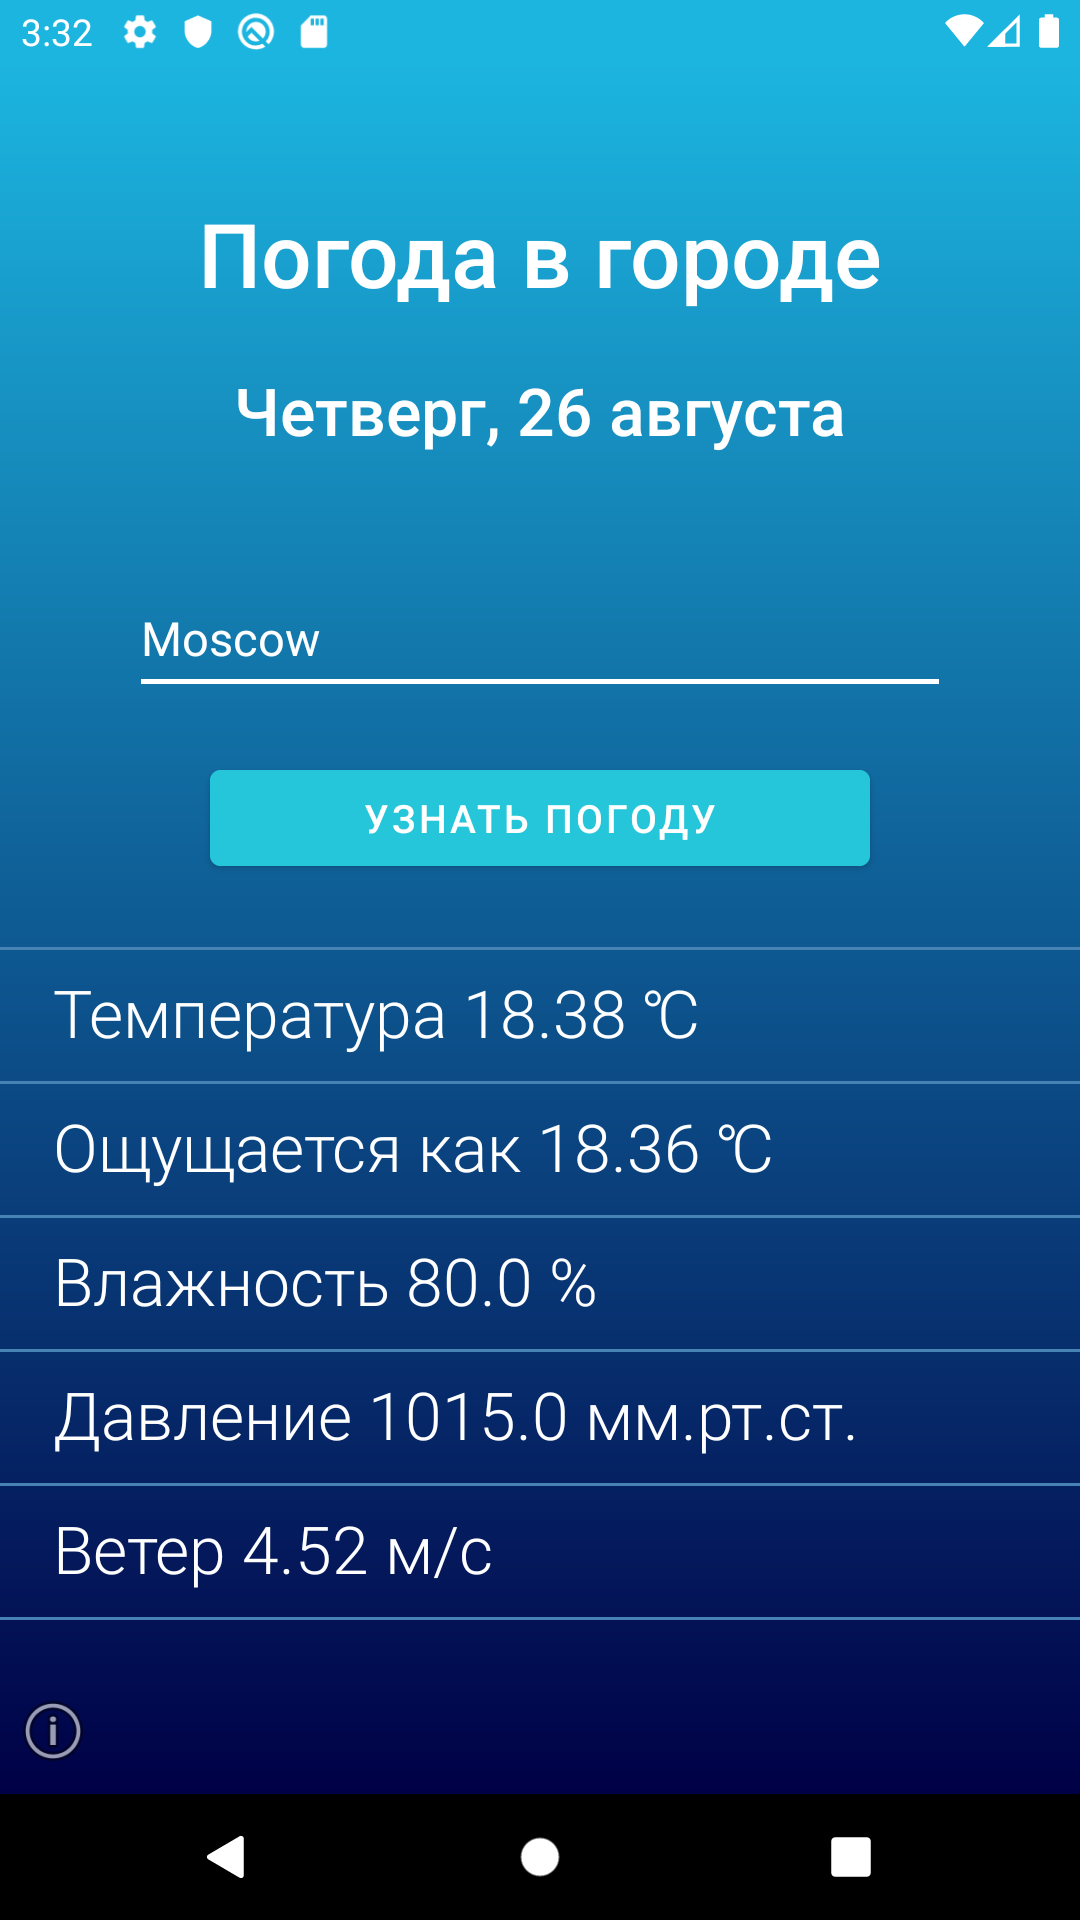 3:32
Погода в городе
Четверг, 26 августа
Moscow
УЗНАТЬ ПОГОДУ
Температура 18.38 ℃
Ощущается как 18.36 ℃
Влажность 80.0 %
Давление 1015.0 мм.рт.ст.
Ветер 4.52 м/с